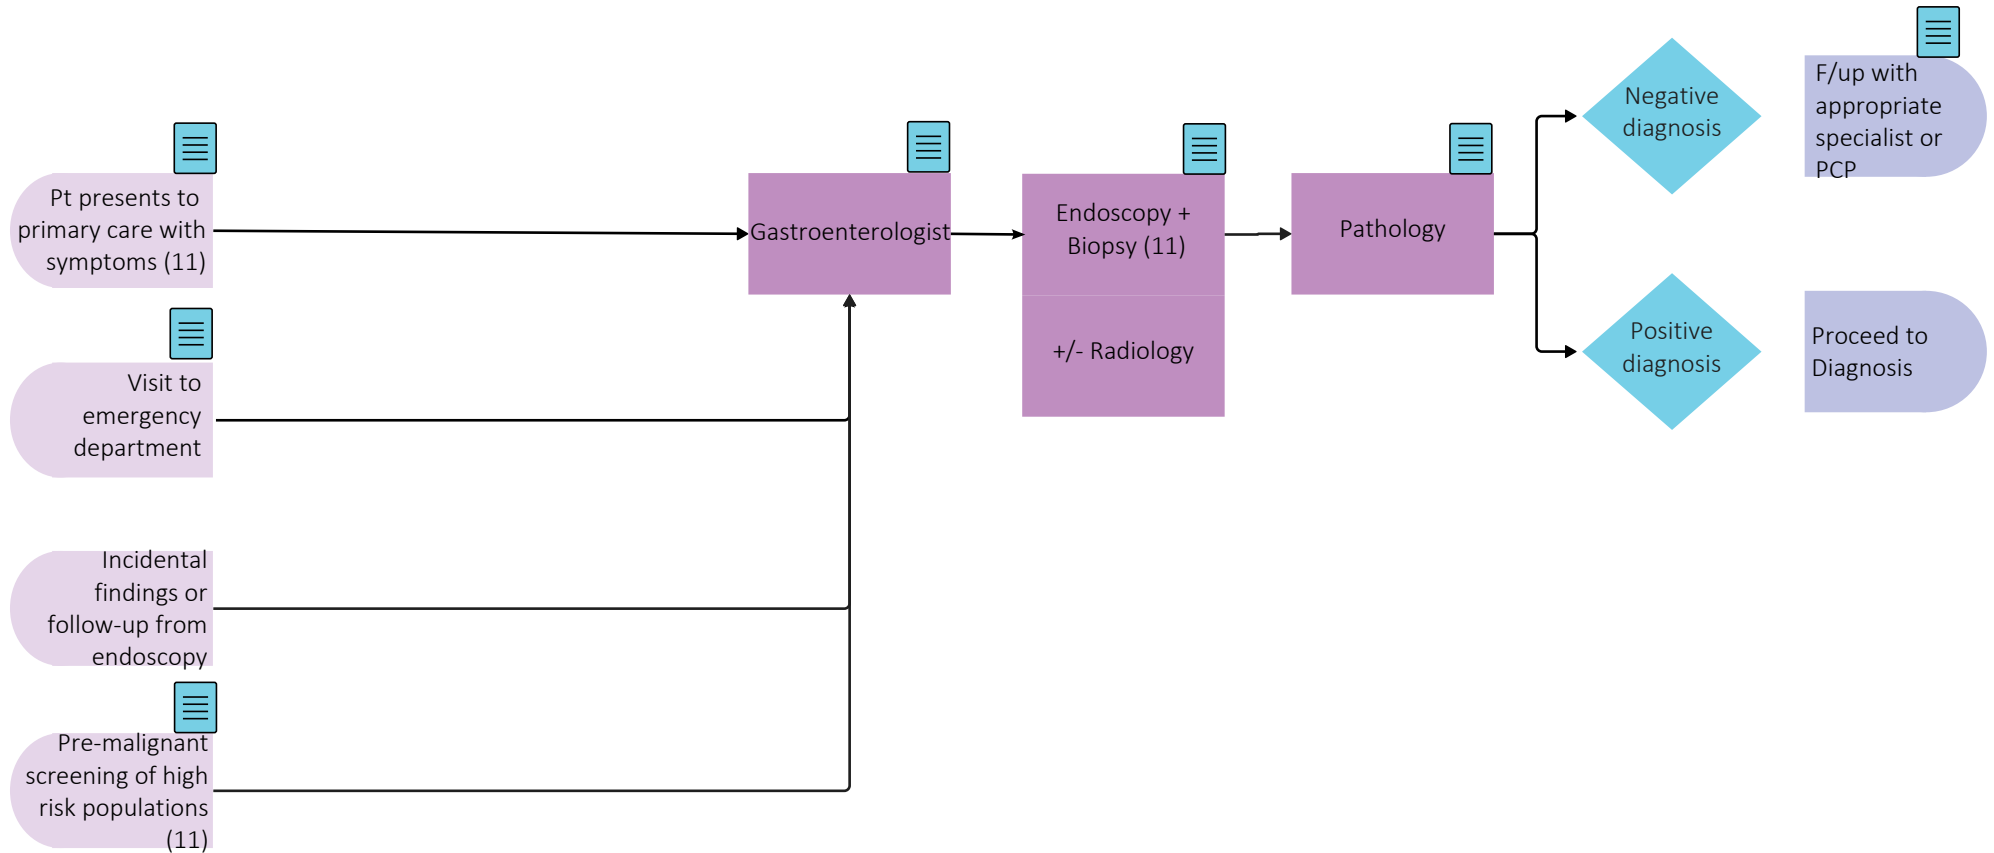 Pt presents to
primary care with
symptoms (11)
Visit to
emergency
department
Incidental
findings or
follow-up from
endoscopy
Pre-malignant
screening of high
risk populations
(11)
Gastroenterologist
Endoscopy +
Biopsy (11)
+/- Radiology
Pathology
Negative
diagnosis
F/up with
appropriate
specialist or
PCP
Positive
diagnosis
Proceed to
Diagnosis